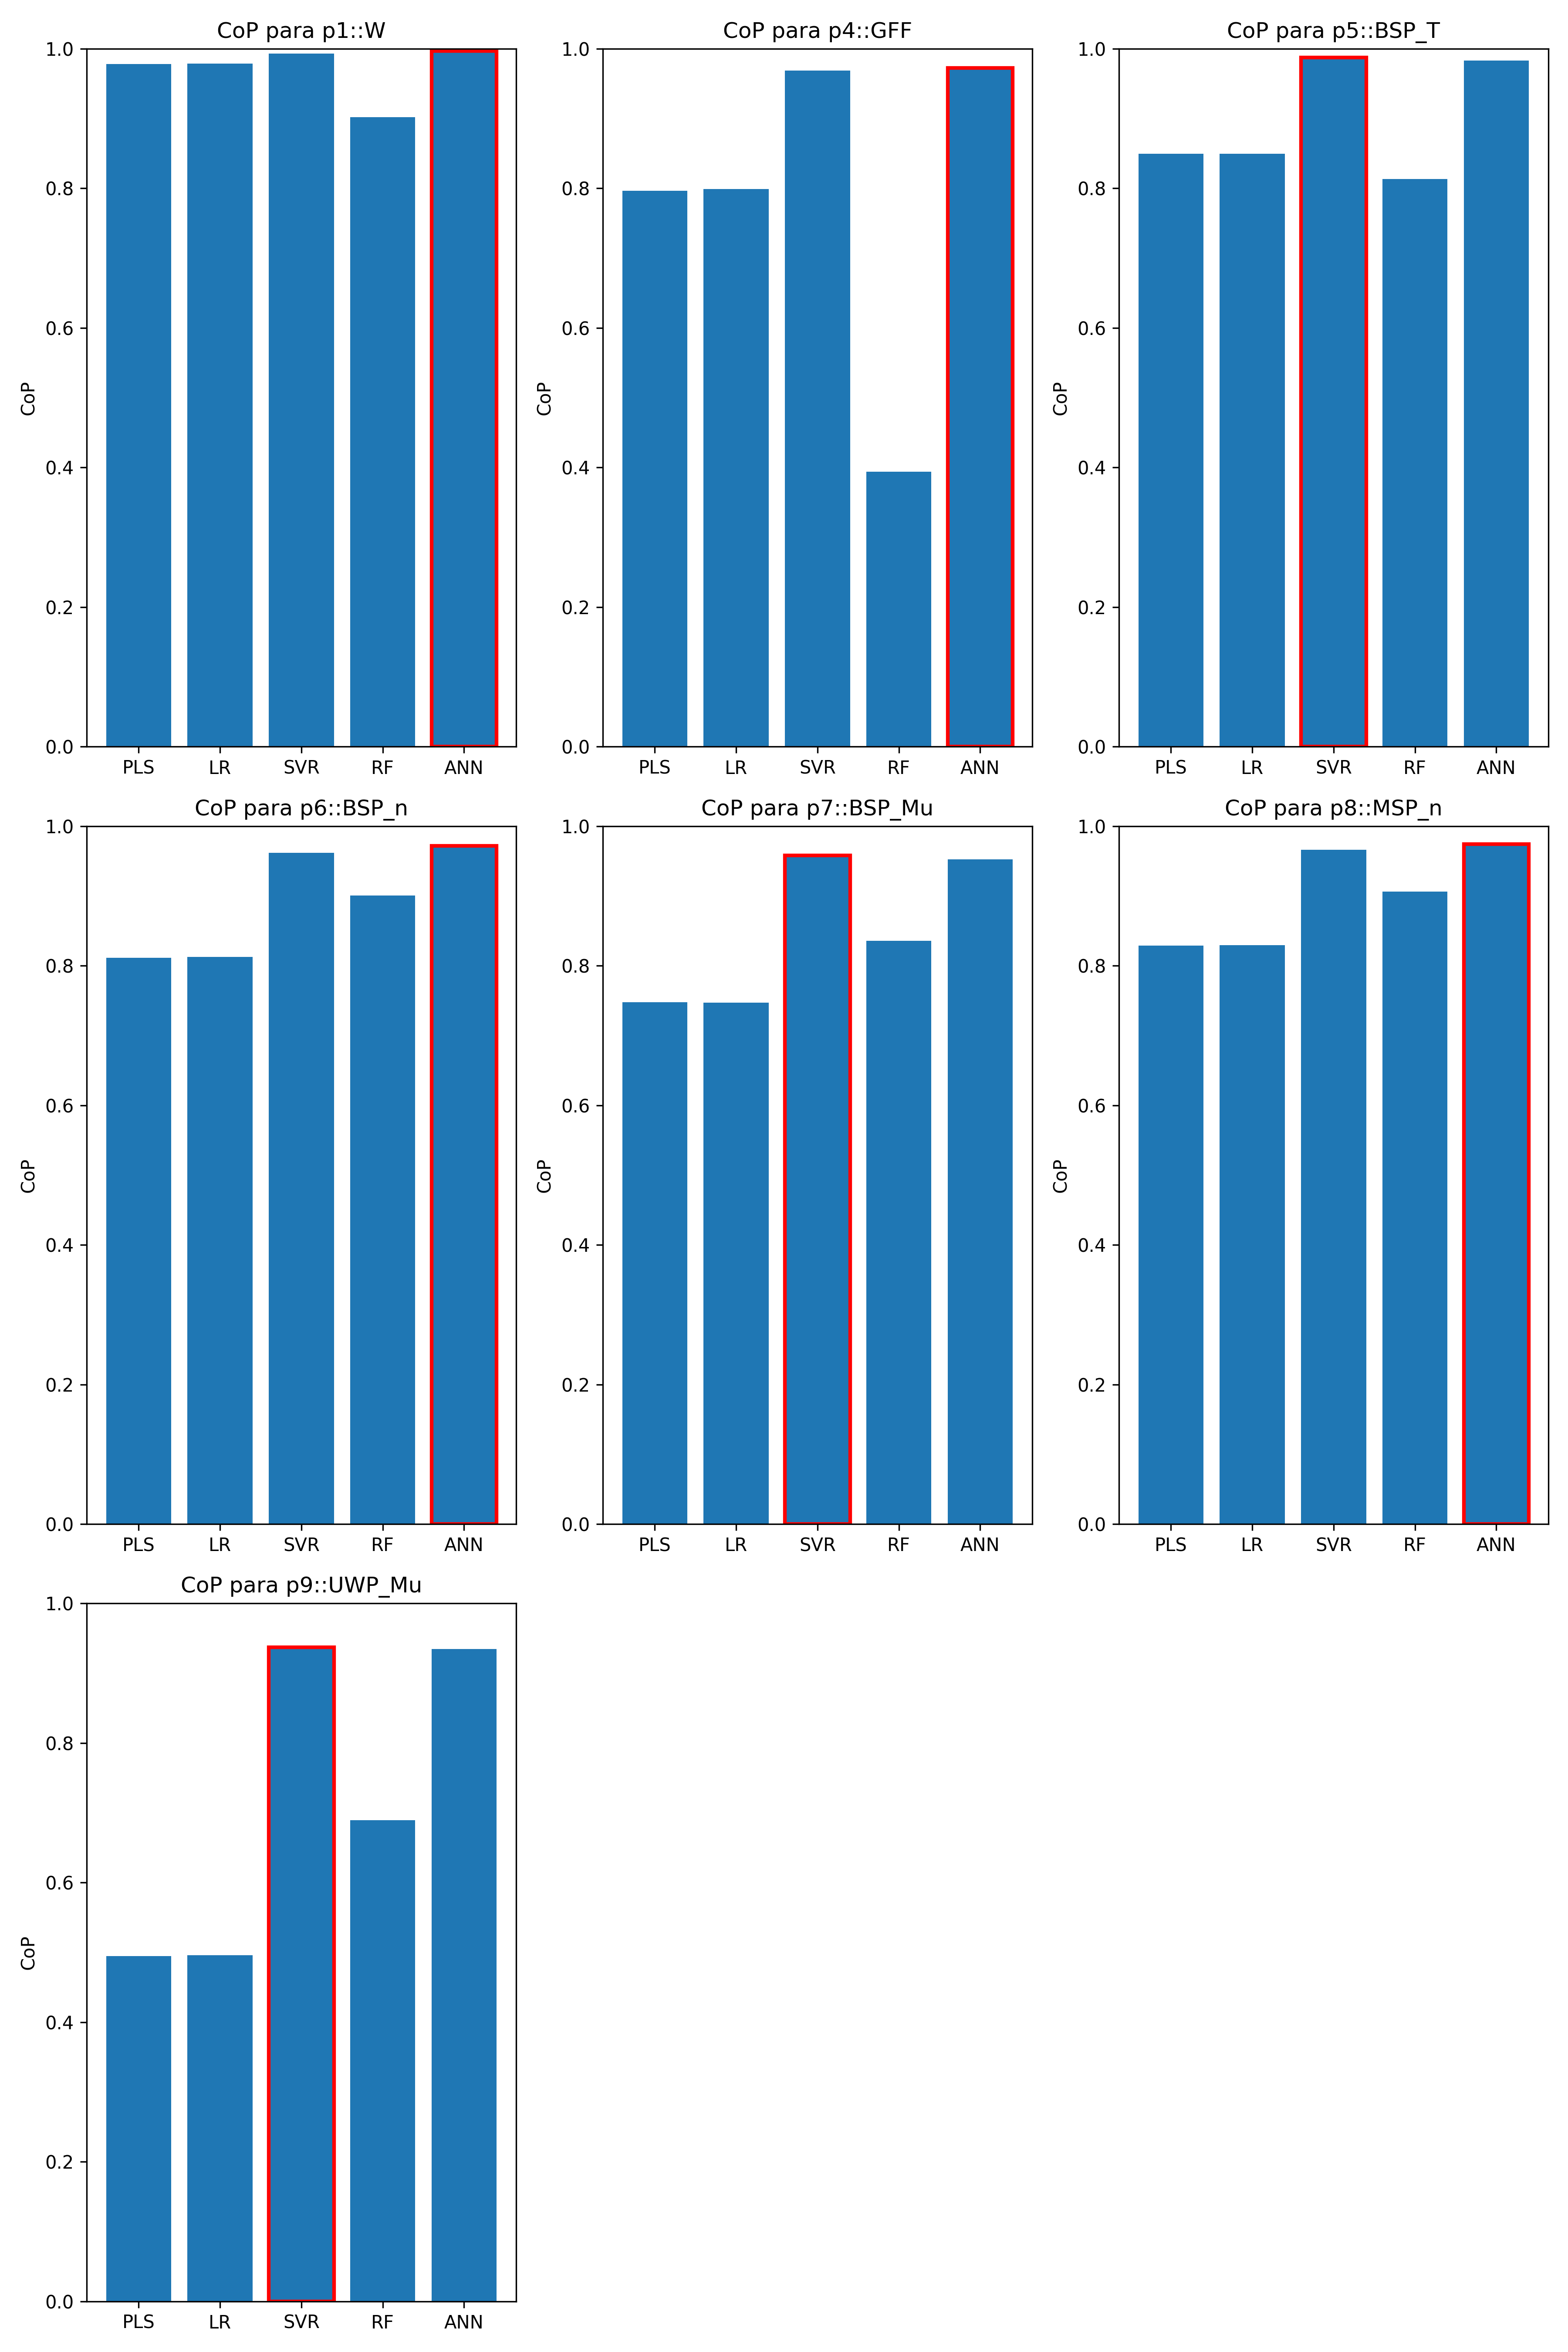 CoP para p1::W
1.0
0.8
0.6
0.4
0.2
0.0
CoP
PLS LR SVR RF ANN
CoP para p4::GFF
1.0
0.8
0.6
0.4
0.2
0.0
CoP
PLS LR SVR RF ANN
CoP para p5::BSP_T
1.0
0.8
0.6
0.4
0.2
0.0
CoP
PLS LR SVR RF ANN
CoP para p6::BSP_n
1.0
0.8
0.6
0.4
0.2
0.0
CoP
PLS LR SVR RF ANN
CoP para p7::BSP_Mu
1.0
0.8
0.6
0.4
0.2
0.0
CoP
PLS LR SVR RF ANN
CoP para p8::MSP_n
1.0
0.8
0.6
0.4
0.2
0.0
CoP
PLS LR SVR RF ANN
CoP para p9::UWP_Mu
1.0
0.8
0.6
0.4
0.2
0.0
CoP
PLS LR SVR RF ANN